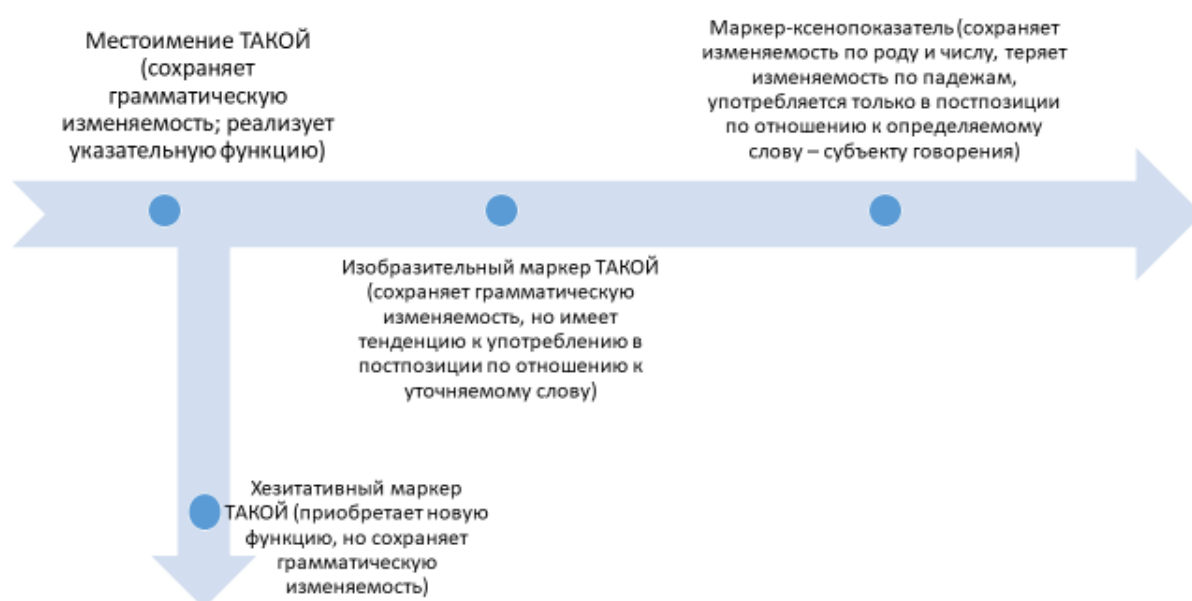 Местоимение ТАКОЙ
(сохраняет
грамматическую
изменяемость; реализует
указательную функцию)
Маркер-ксенопоказатель (сохраняет
изменяемость по роду и числу, теряет
изменяемость по падежам,
употребляется только в постпозиции
по отношению к определяемому
слову – субъекту говорения)
Изобразительный маркер ТАКОЙ
(сохраняет грамматическую
изменяемость, но имеет
тенденцию к употреблению в
постпозиции по отношению к
уточняемому слову)
Хезитативный маркер
ТАКОЙ (приобретает новую
функцию, но сохраняет
грамматическую
изменяемость)